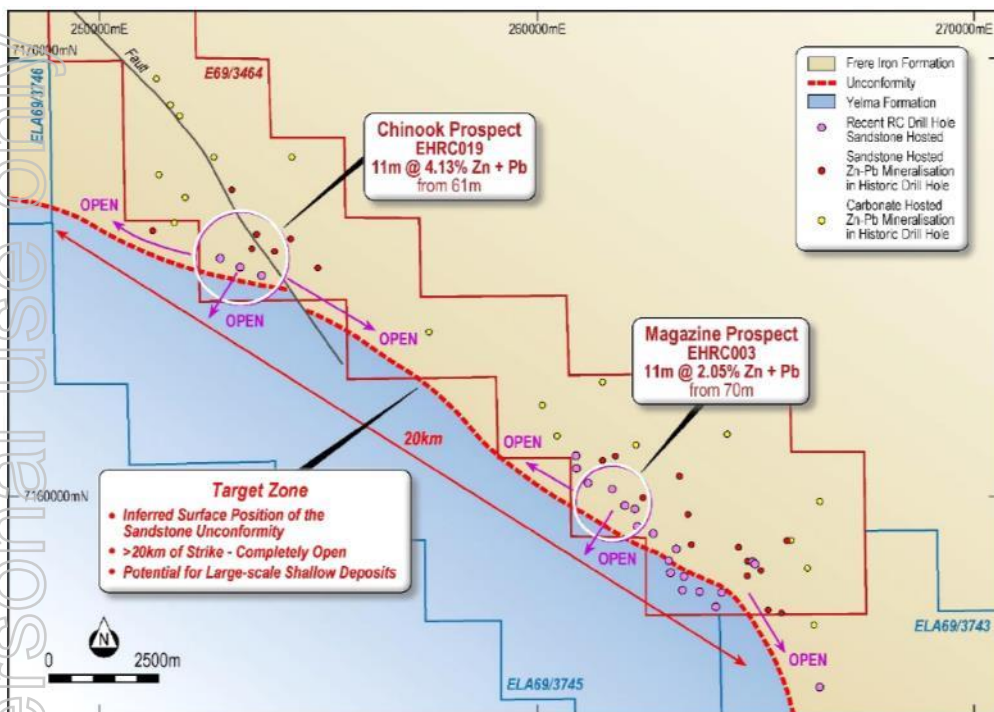 250000mE
260000mE
270000mE
7170000mN
ELA69/3746
Fault
E69/3464
Frere Iron Formation
Unconformity
Yelma Formation
Recent RC Drill Hole
Sandstone Hosted
Sandstone Hosted
Zn-Pb Mineralisation
in Historic Drill Hole
Carbonate Hosted
Zn-Pb Mineralisation
in Historic Drill Hole
Chinook Prospect
EHRC019
11m @ 4.13% Zn + Pb
from 61m
OPEN
OPEN
OPEN
Magazine Prospect
EHRC003
11m @ 2.05% Zn + Pb
from 70m
20km
OPEN
7160000mN
Target Zone
• Inferred Surface Position of the
Sandstone Unconformity
• >20km of Strike - Completely Open
• Potential for Large-scale Shallow Deposits
OPEN
ELA69/3743
N
0 2500m
OPEN
ELA69/3745
ersonal use only